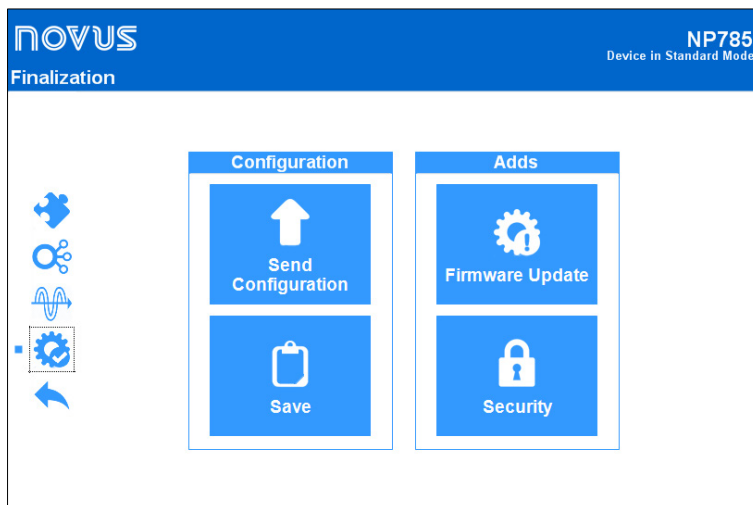 NOVUS
NP785
Device in Standard Mode
Finalization
Configuration
Adds
Send
Configuration
Firmware Update
Save
Security